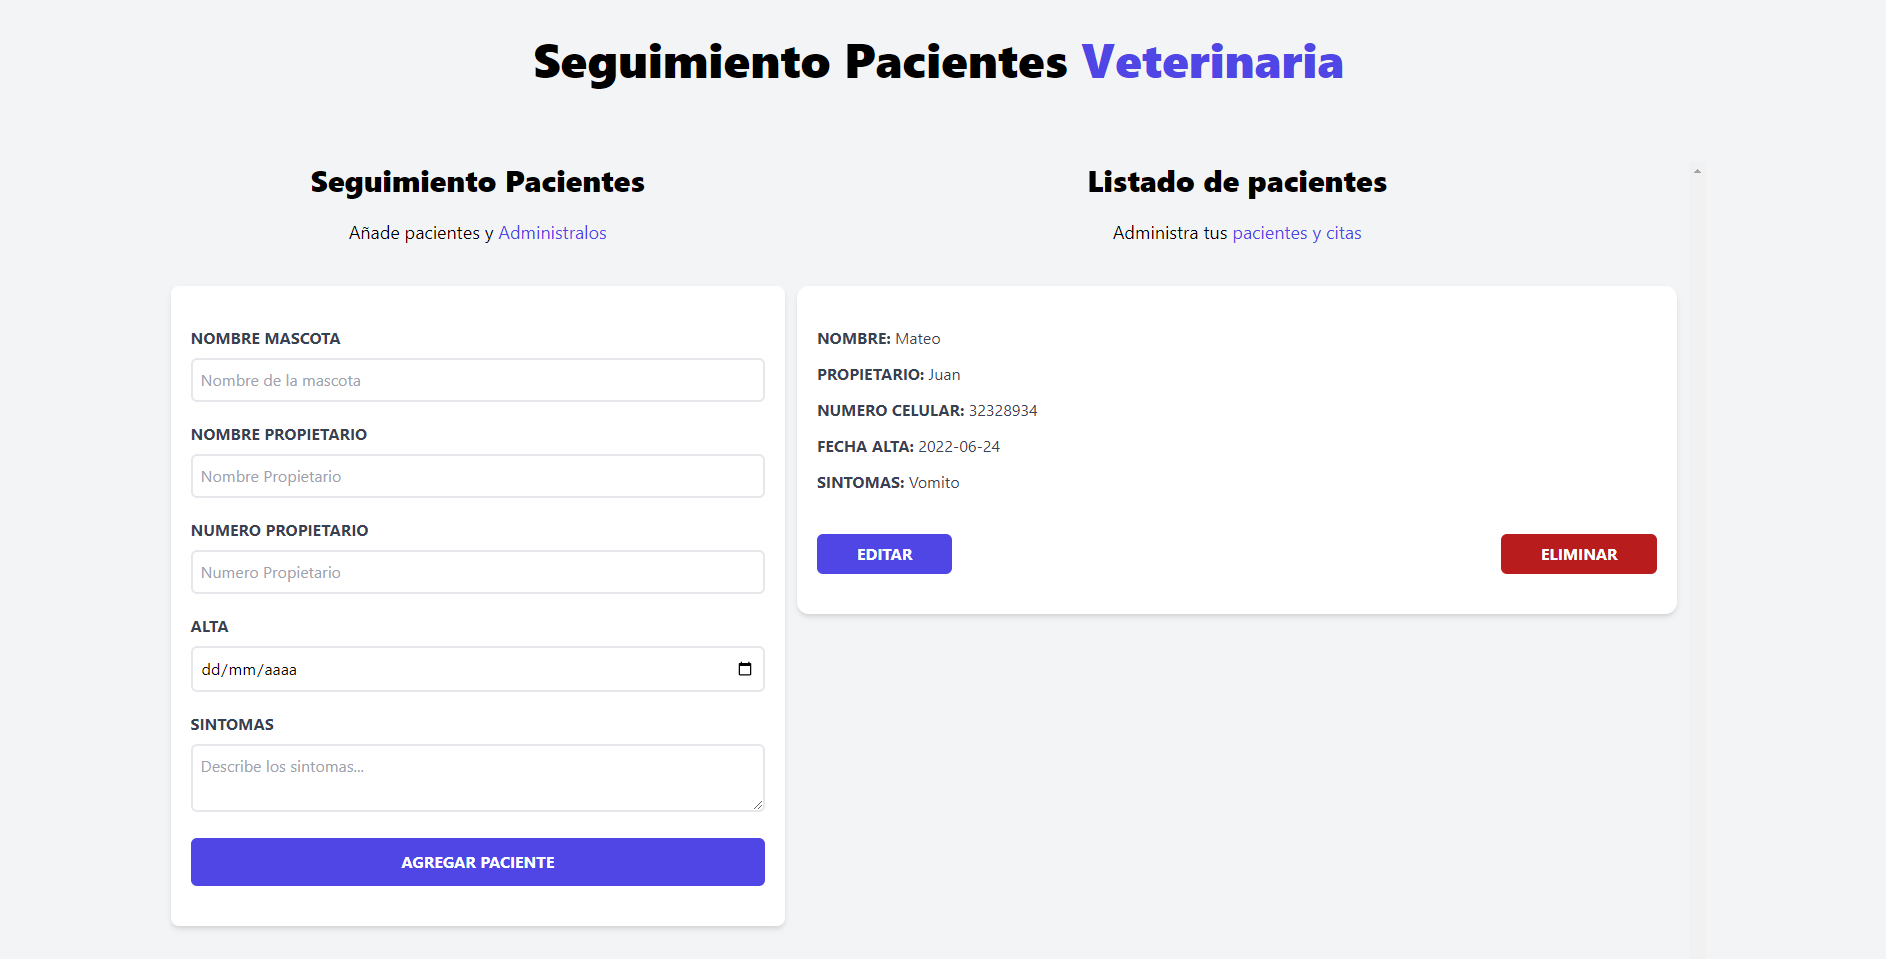 Seguimiento Pacientes Veterinaria
Seguimiento Pacientes
Añade pacientes y Administralos
NOMBRE MASCOTA
Nombre de la mascota
NOMBRE PROPIETARIO
Nombre Propietario
NUMERO PROPIETARIO
Numero Propietario
ALTA
dd/mm/aaaa
SINTOMAS
Describe los sintomas...
AGREGAR PACIENTE
Listado de pacientes
Administra tus pacientes y citas
NOMBRE: Mateo
PROPIETARIO: Juan
NUMERO CELULAR: 32328934
FECHA ALTA: 2022-06-24
SINTOMAS: Vomito
EDITAR
ELIMINAR